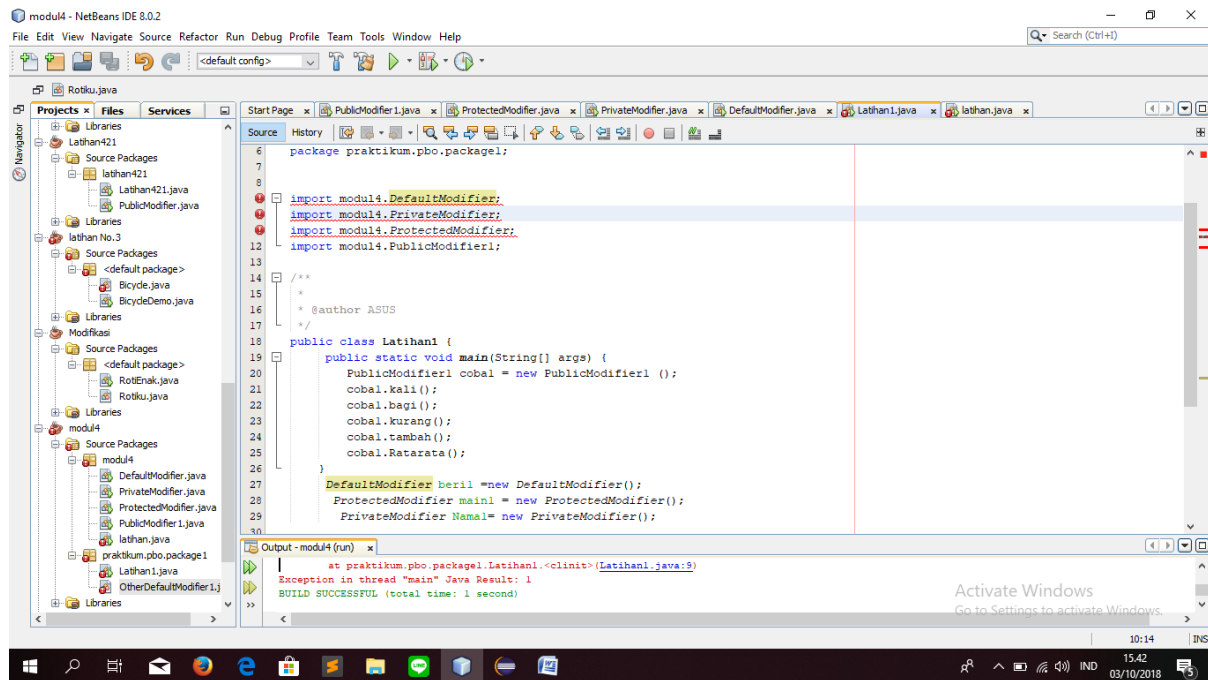 modul4 - NetBeans IDE 8.0.2
File Edit View Navigate Source Refactor Run Debug Profile Team Tools Window Help
Search (Ctrl+I)
<default config>
Rotiku.java
Projects Files Services
Navigator
Start Page PublicModifier1.java ProtectedModifier.java PrivateModifier.java DefaultModifier.java Latihan1.java latihan.java
Source History
Libraries
Latihan421
Source Packages
latihan421
Latihan421.java
PublicModifier.java
Libraries
latihan No.3
Source Packages
<default package>
Bicycle.java
BicycleDemo.java
Libraries
Modifikasi
Source Packages
<default package>
RotiEnak.java
Rotiku.java
Libraries
modul4
Source Packages
modul4
DefaultModifier.java
PrivateModifier.java
ProtectedModifier.java
PublicModifier1.java
latihan.java
praktikum.pbo.package1
Latihan1.java
OtherDefaultModifier1.j
Libraries
6 package praktikum.pbo.package1;
7
8
import modul4.DefaultModifier;
import modul4.PrivateModifier;
import modul4.ProtectedModifier;
12 import modul4.PublicModifier1;
13
14 /**
15 *
16 * @author ASUS
17 */
18 public class Latihan1 {
19 public static void main(String[] args) {
20 PublicModifier1 coba1 = new PublicModifier1 ();
21 coba1.kali();
22 coba1.bagi();
23 coba1.kurang();
24 coba1.tambah();
25 coba1.Ratarata();
26 }
27 DefaultModifier beri1 =new DefaultModifier();
28 ProtectedModifier main1 = new ProtectedModifier();
29 PrivateModifier Nama1= new PrivateModifier();
30
Output - modul4 (run)
at praktikum.pbo.package1.Latihan1.<clinit>(Latihan1.java:9)
Exception in thread "main" Java Result: 1
BUILD SUCCESSFUL (total time: 1 second)
Activate Windows
Go to Settings to activate Windows.
10:14 INS
IND
15.42
03/10/2018
5